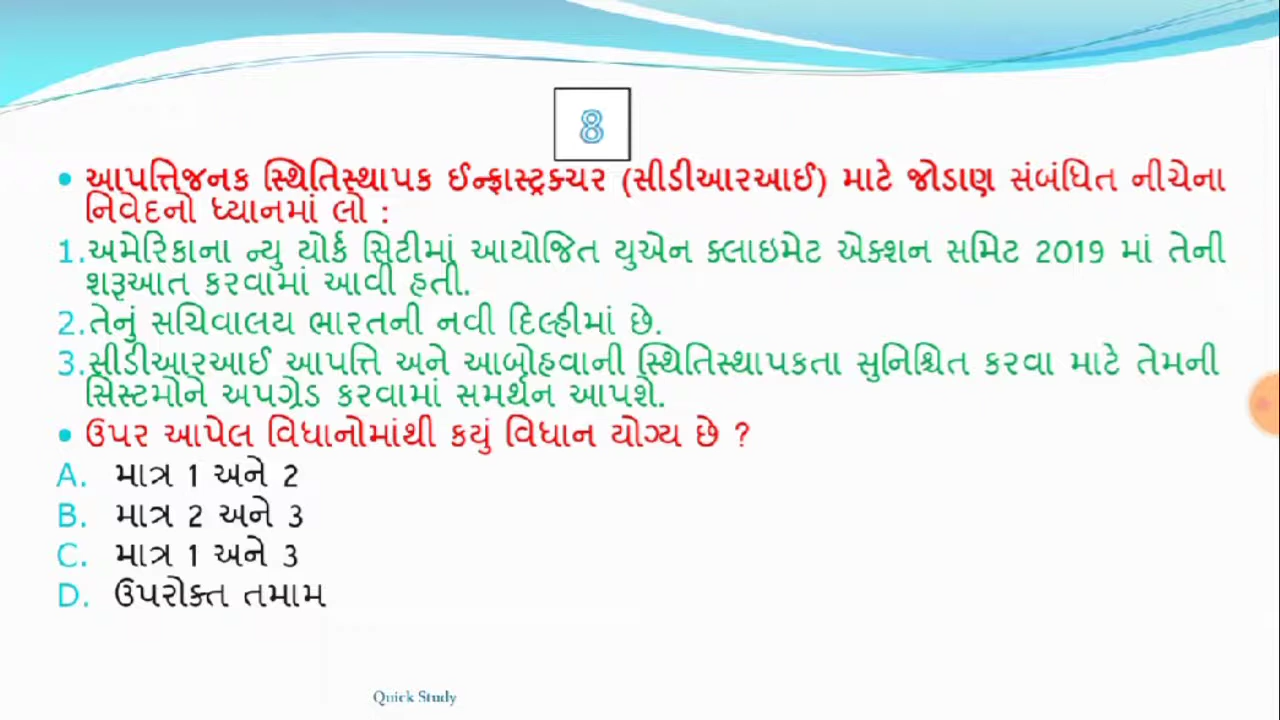 8
• આપત્તિજનક સ્થિતિસ્થાપક ઈન્ફ્રાસ્ટ્રક્ચર (સીડીઆરઆઈ) માટે જોડાણ સંબંધિત નીચેના
નિવેદનો ધ્યાનમાં લો :
1.અમેરિકાના ન્યુ યોર્ક સિટીમાં આયોજિત યુએન ક્લાઇમેટ એક્શન સમિટ 2019 માં તેની
શરૂઆત કરવામાં આવી હતી.
2.તેનું સચિવાલય ભારતની નવી દિલ્હીમાં છે.
3.સીડીઆરઆઈ આપત્તિ અને આબોહવાની સ્થિતિસ્થાપકતા સુનિશ્ચિત કરવા માટે તેમની
સિસ્ટમોને અપગ્રેડ કરવામાં સમર્થન આપશે.
• ઉપર આપેલ વિધાનોમાંથી કયું વિધાન યોગ્ય છે ?
A. માત્ર 1 અને 2
B. માત્ર 2 અને 3
C. માત્ર 1 અને 3
D. ઉપરોક્ત તમામ
Quick Study